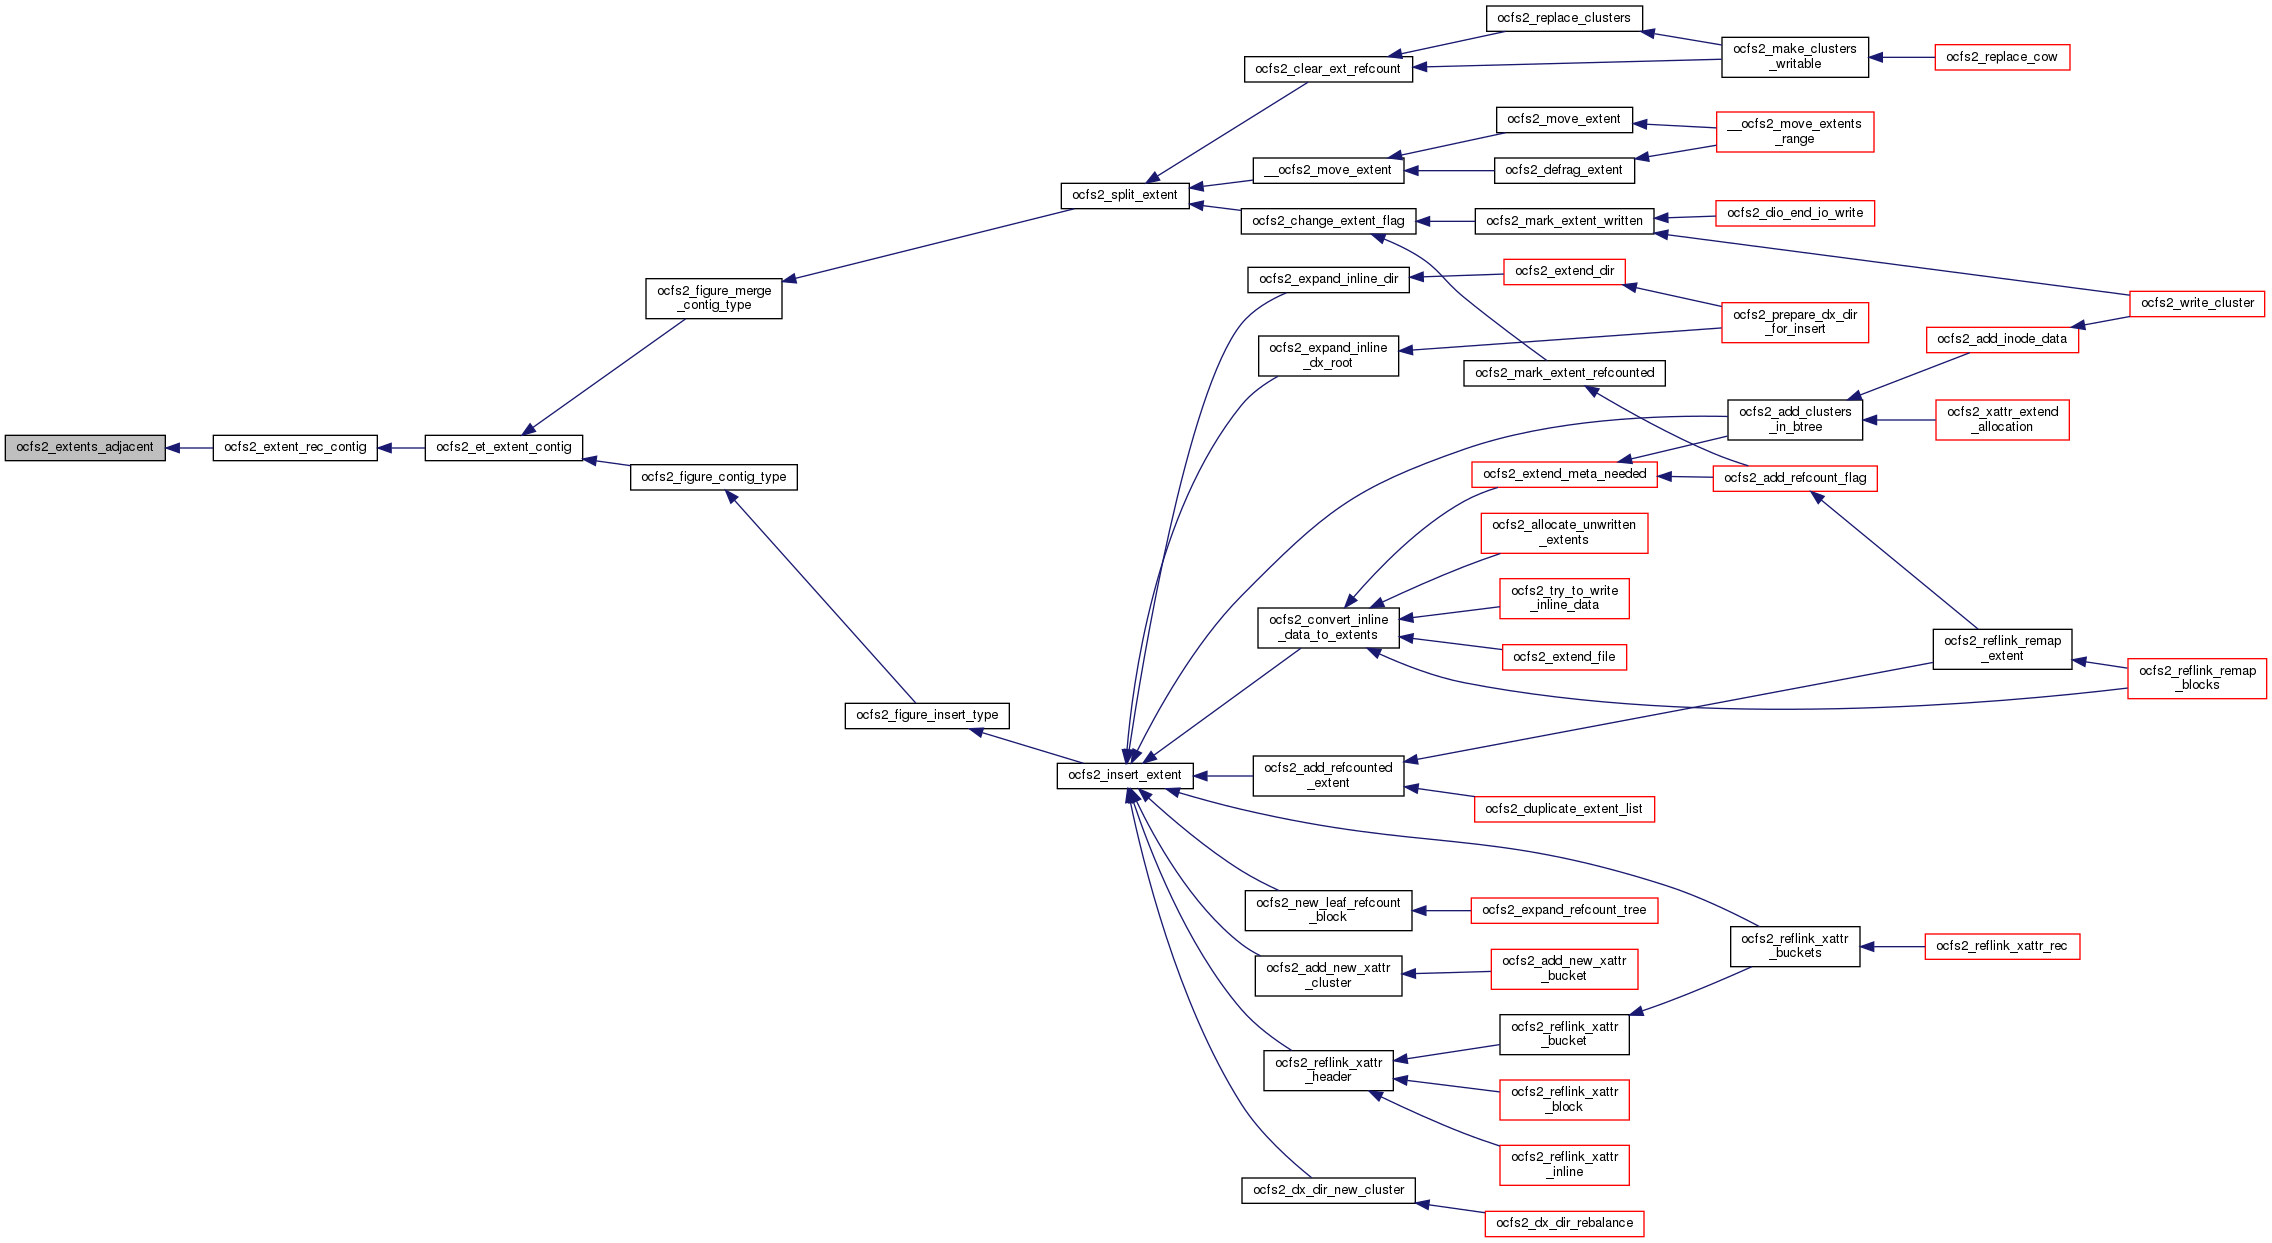 ocfs2_extents_adjacent
ocfs2_extent_rec_contig
ocfs2_et_extent_contig
ocfs2_figure_merge
_contig_type
ocfs2_figure_contig_type
ocfs2_figure_insert_type
ocfs2_split_extent
ocfs2_insert_extent
ocfs2_clear_ext_refcount
__ocfs2_move_extent
ocfs2_change_extent_flag
ocfs2_expand_inline_dir
ocfs2_expand_inline
_dx_root
ocfs2_convert_inline
_data_to_extents
ocfs2_add_refcounted
_extent
ocfs2_new_leaf_refcount
_block
ocfs2_add_new_xattr
_cluster
ocfs2_reflink_xattr
_header
ocfs2_dx_dir_new_cluster
ocfs2_replace_clusters
ocfs2_move_extent
ocfs2_defrag_extent
ocfs2_mark_extent_written
ocfs2_extend_dir
ocfs2_mark_extent_refcounted
ocfs2_extend_meta_needed
ocfs2_allocate_unwritten
_extents
ocfs2_try_to_write
_inline_data
ocfs2_extend_file
ocfs2_duplicate_extent_list
ocfs2_expand_refcount_tree
ocfs2_add_new_xattr
_bucket
ocfs2_reflink_xattr
_bucket
ocfs2_reflink_xattr
_block
ocfs2_reflink_xattr
_inline
ocfs2_dx_dir_rebalance
ocfs2_make_clusters
_writable
__ocfs2_move_extents
_range
ocfs2_dio_end_io_write
ocfs2_prepare_dx_dir
_for_insert
ocfs2_add_clusters
_in_btree
ocfs2_add_refcount_flag
ocfs2_reflink_xattr
_buckets
ocfs2_replace_cow
ocfs2_add_inode_data
ocfs2_xattr_extend
_allocation
ocfs2_reflink_remap
_extent
ocfs2_reflink_xattr_rec
ocfs2_write_cluster
ocfs2_reflink_remap
_blocks